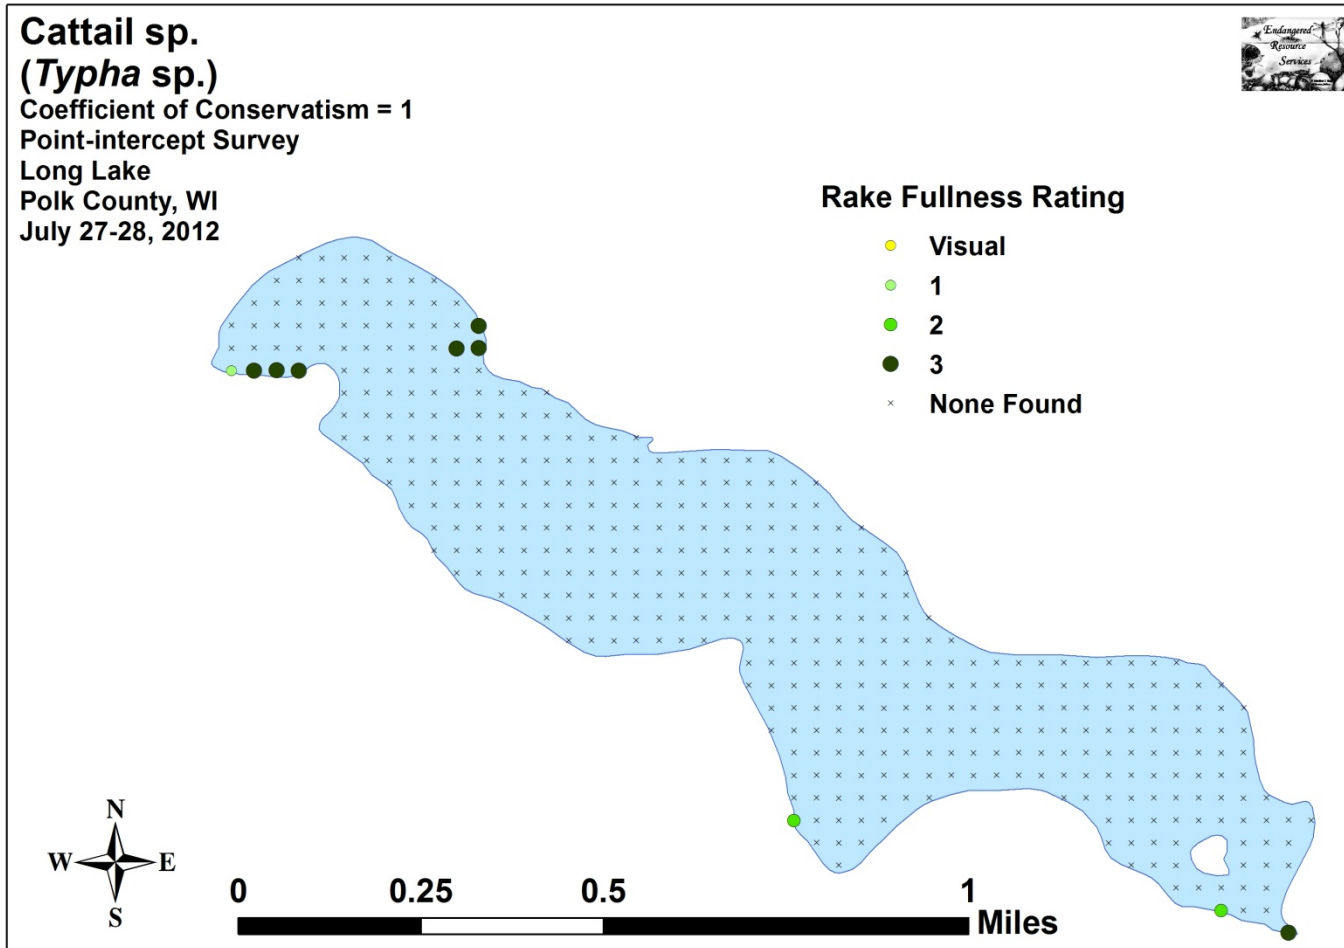 Cattail sp.
(Typha sp.)
Coefficient of Conservatism = 1
Point-intercept Survey
Long Lake
Polk County, WI
July 27-28, 2012
Endangered
Resource
Services
Rake Fullness Rating
Visual
1
2
3
None Found
N
W E
S
0 0.25 0.5 1
Miles